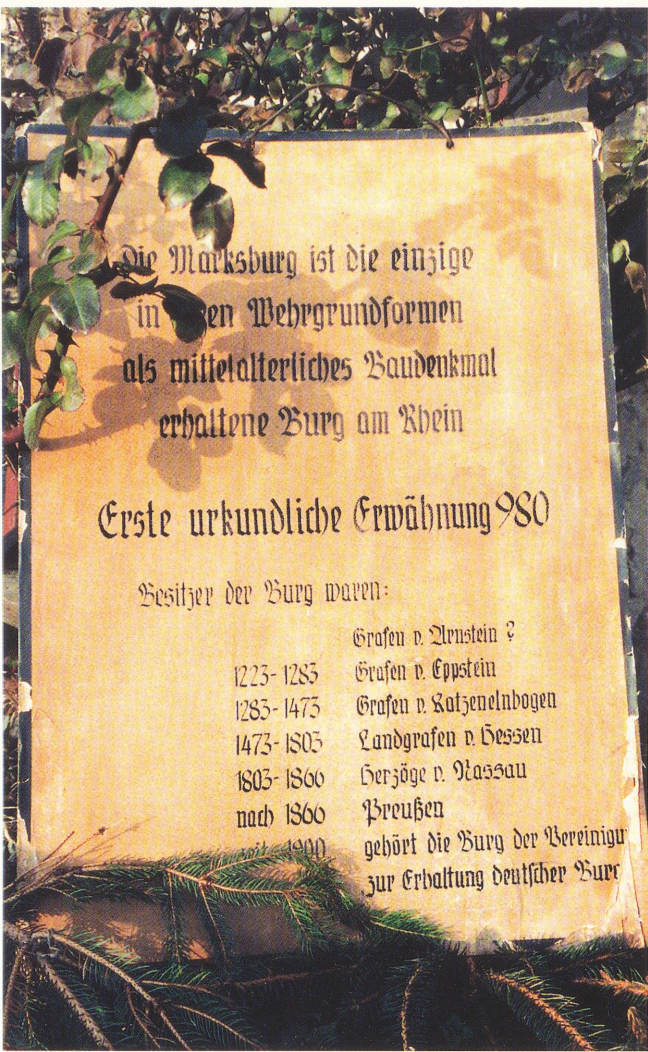 Die Marksburg ist die einzige
in Wehrgrundformen
als mittelalterliches Baudenkmal
erhaltene Burg am Rhein
Erste urkundliche Erwähnung 980
Besitzer der Burg waren:
Grafen v. Arnstein ?
1223-1283 Grafen v. Eppstein
1283-1473 Grafen v. Katzenelnbogen
1473-1803 Landgrafen v. Hessen
1803-1866 Herzöge v. Nassau
nach 1866 Preußen
1900 gehört die Burg der Vereinigu
zur Erhaltung deutscher Burg